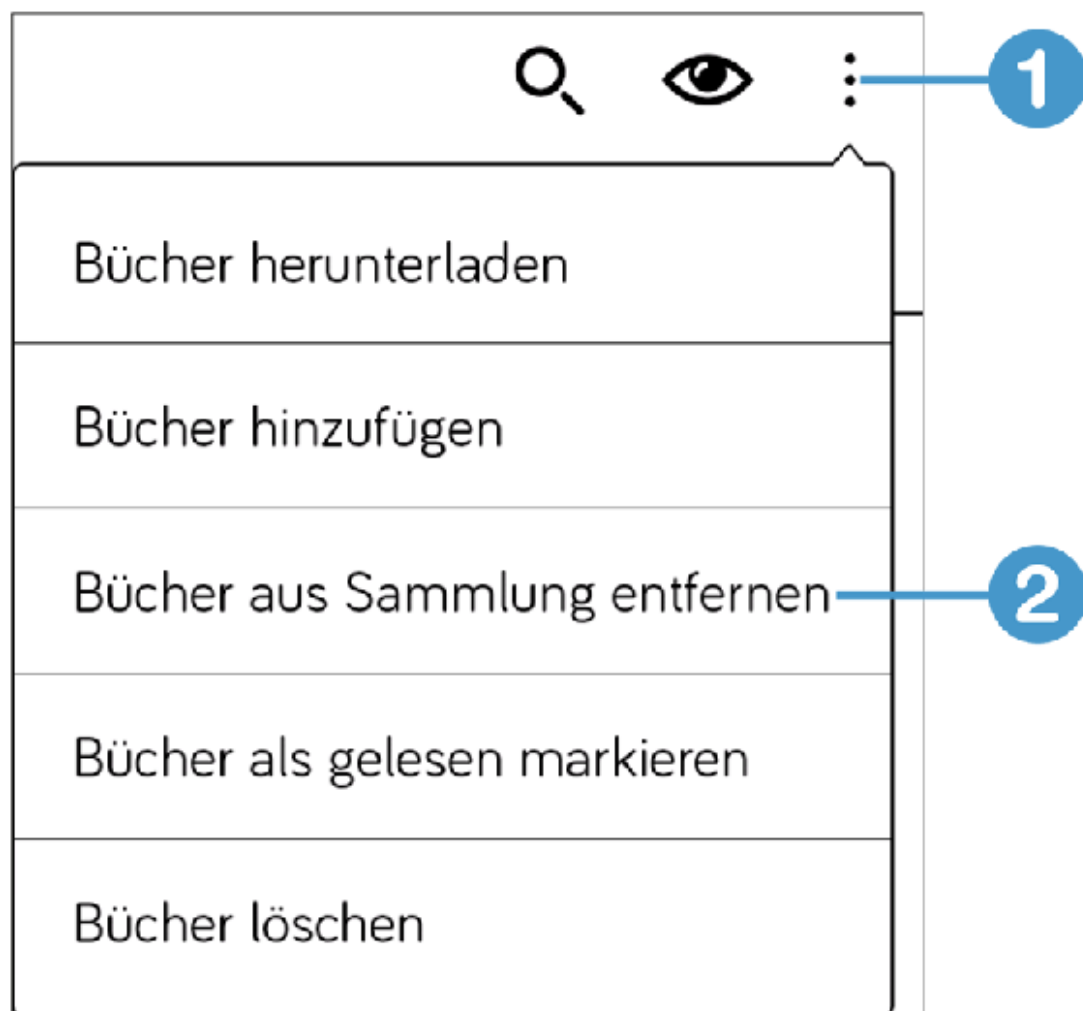 1
Bücher herunterladen
Bücher hinzufügen
Bücher aus Sammlung entfernen
2
Bücher als gelesen markieren
Bücher löschen